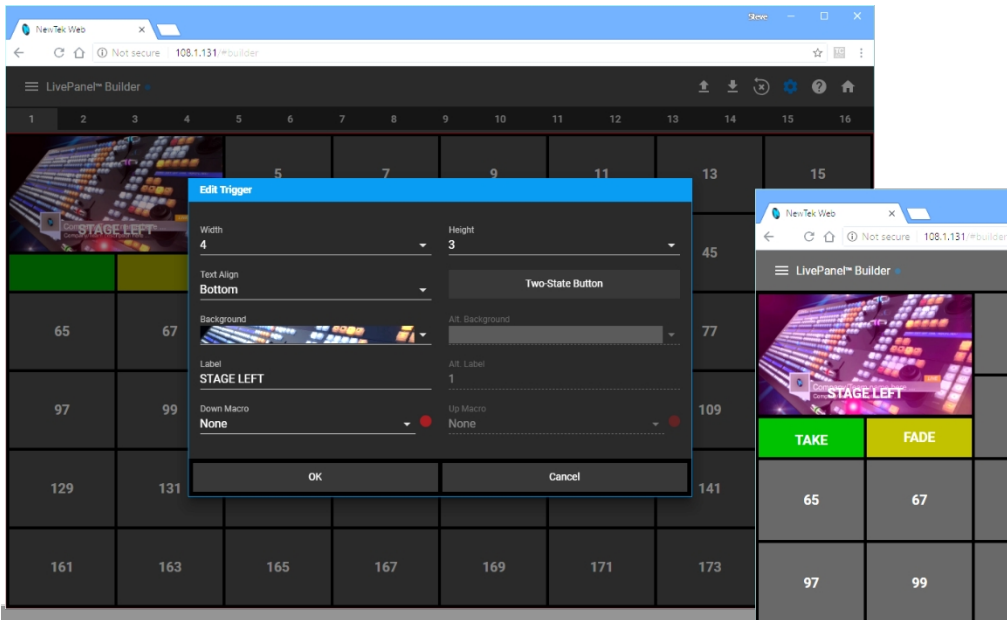 Steve
NewTek Web
Not secure 108.1.131/#builder
LivePanel™ Builder
1 2 3 4 5 6 7 8 9 10 11 12 13 14 15 16
5 7 9 11 13 15
STAGE LEFT
Edit Trigger
Width Height
4 3
Text Align
Bottom Two-State Button
Background Alt. Background
Label Alt. Label
STAGE LEFT 1
Down Macro Up Macro
None None
OK Cancel
45
65 67 77
97 99 109
129 131 141
161 163 165 167 169 171 173
NewTek Web
Not secure 108.1.131/#builder
LivePanel™ Builder
STAGE LEFT
TAKE FADE
65 67
97 99